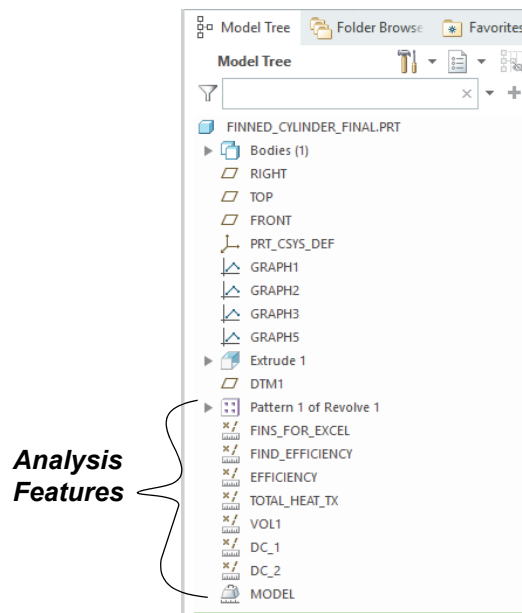 Model Tree Folder Browse Favorites
Model Tree
FINNED_CYLINDER_FINAL.PRT
Bodies (1)
RIGHT
TOP
FRONT
PRT_CSYS_DEF
GRAPH1
GRAPH2
GRAPH3
GRAPH5
Extrude 1
DTM1
Pattern 1 of Revolve 1
FINS_FOR_EXCEL
FIND_EFFICIENCY
EFFICIENCY
TOTAL_HEAT_TX
VOL1
DC_1
DC_2
MODEL
Analysis
Features